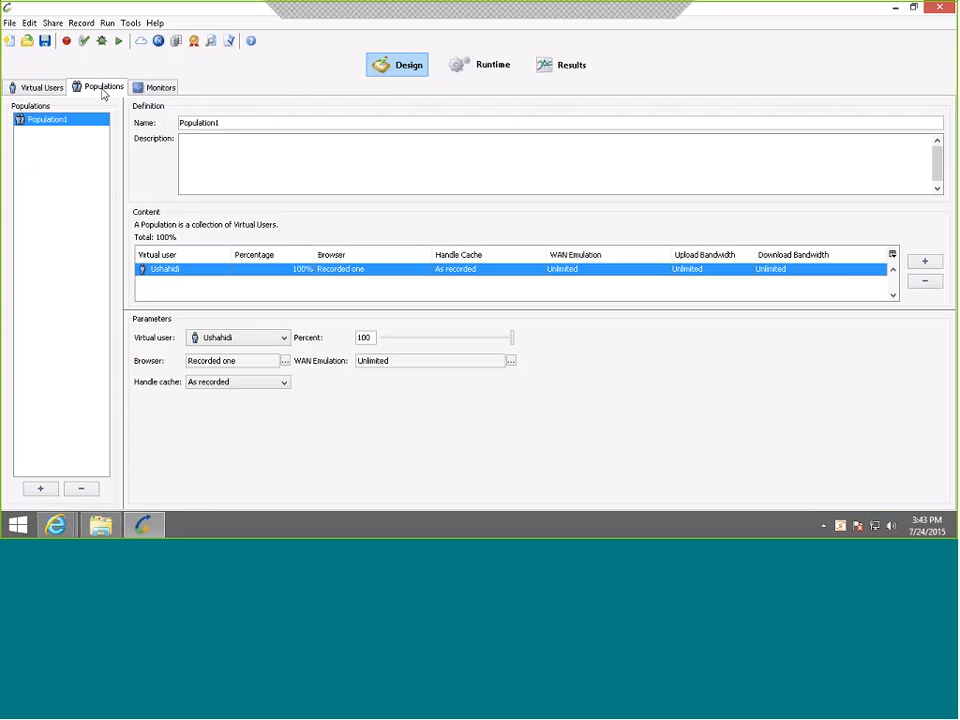 File Edit Share Record Run Tools Help
Design Runtime Results
Virtual Users Populations Monitors
Populations
Population1
Definition
Name: Population1
Description:
Content
A Population is a collection of Virtual Users.
Total: 100%
Virtual user Percentage Browser Handle Cache WAN Emulation Upload Bandwidth Download Bandwidth
Ushahidi 100% Recorded one As recorded Unlimited Unlimited Unlimited
+
−
Parameters
Virtual user: Ushahidi Percent: 100
Browser: Recorded one ... WAN Emulation: Unlimited ...
Handle cache: As recorded
+ −
3:43 PM
7/24/2015